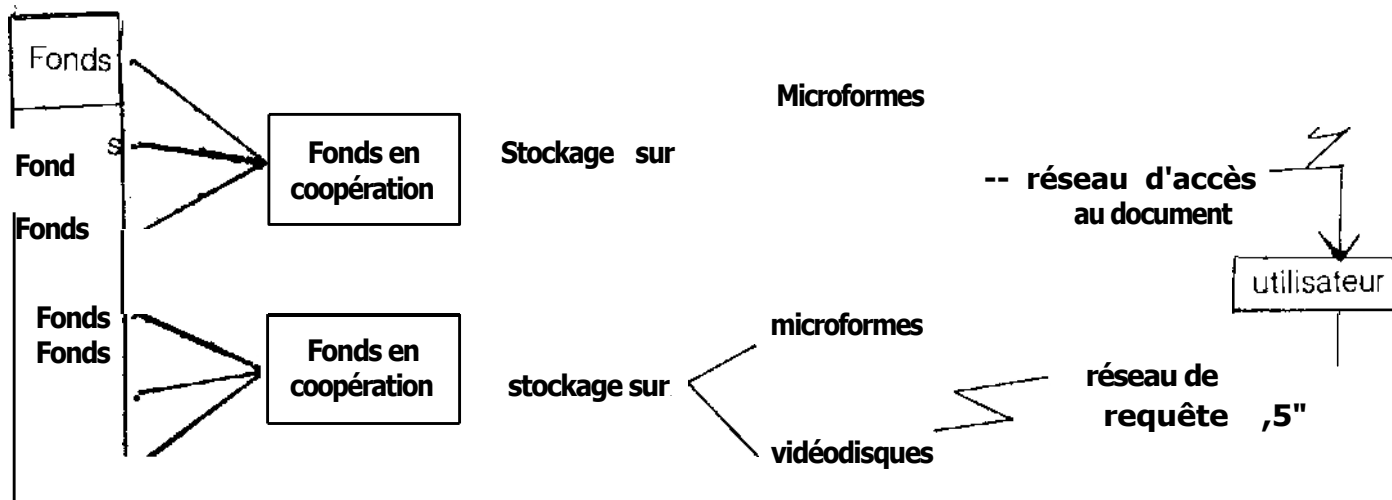 Fonds
Microformes
s
Fond
Fonds en
coopération
Stockage sur
-- réseau d'accès
au document
Fonds
utilisateur
Fonds
Fonds
Fonds en
coopération
stockage sur
microformes
vidéodisques
réseau de
requête ,5"